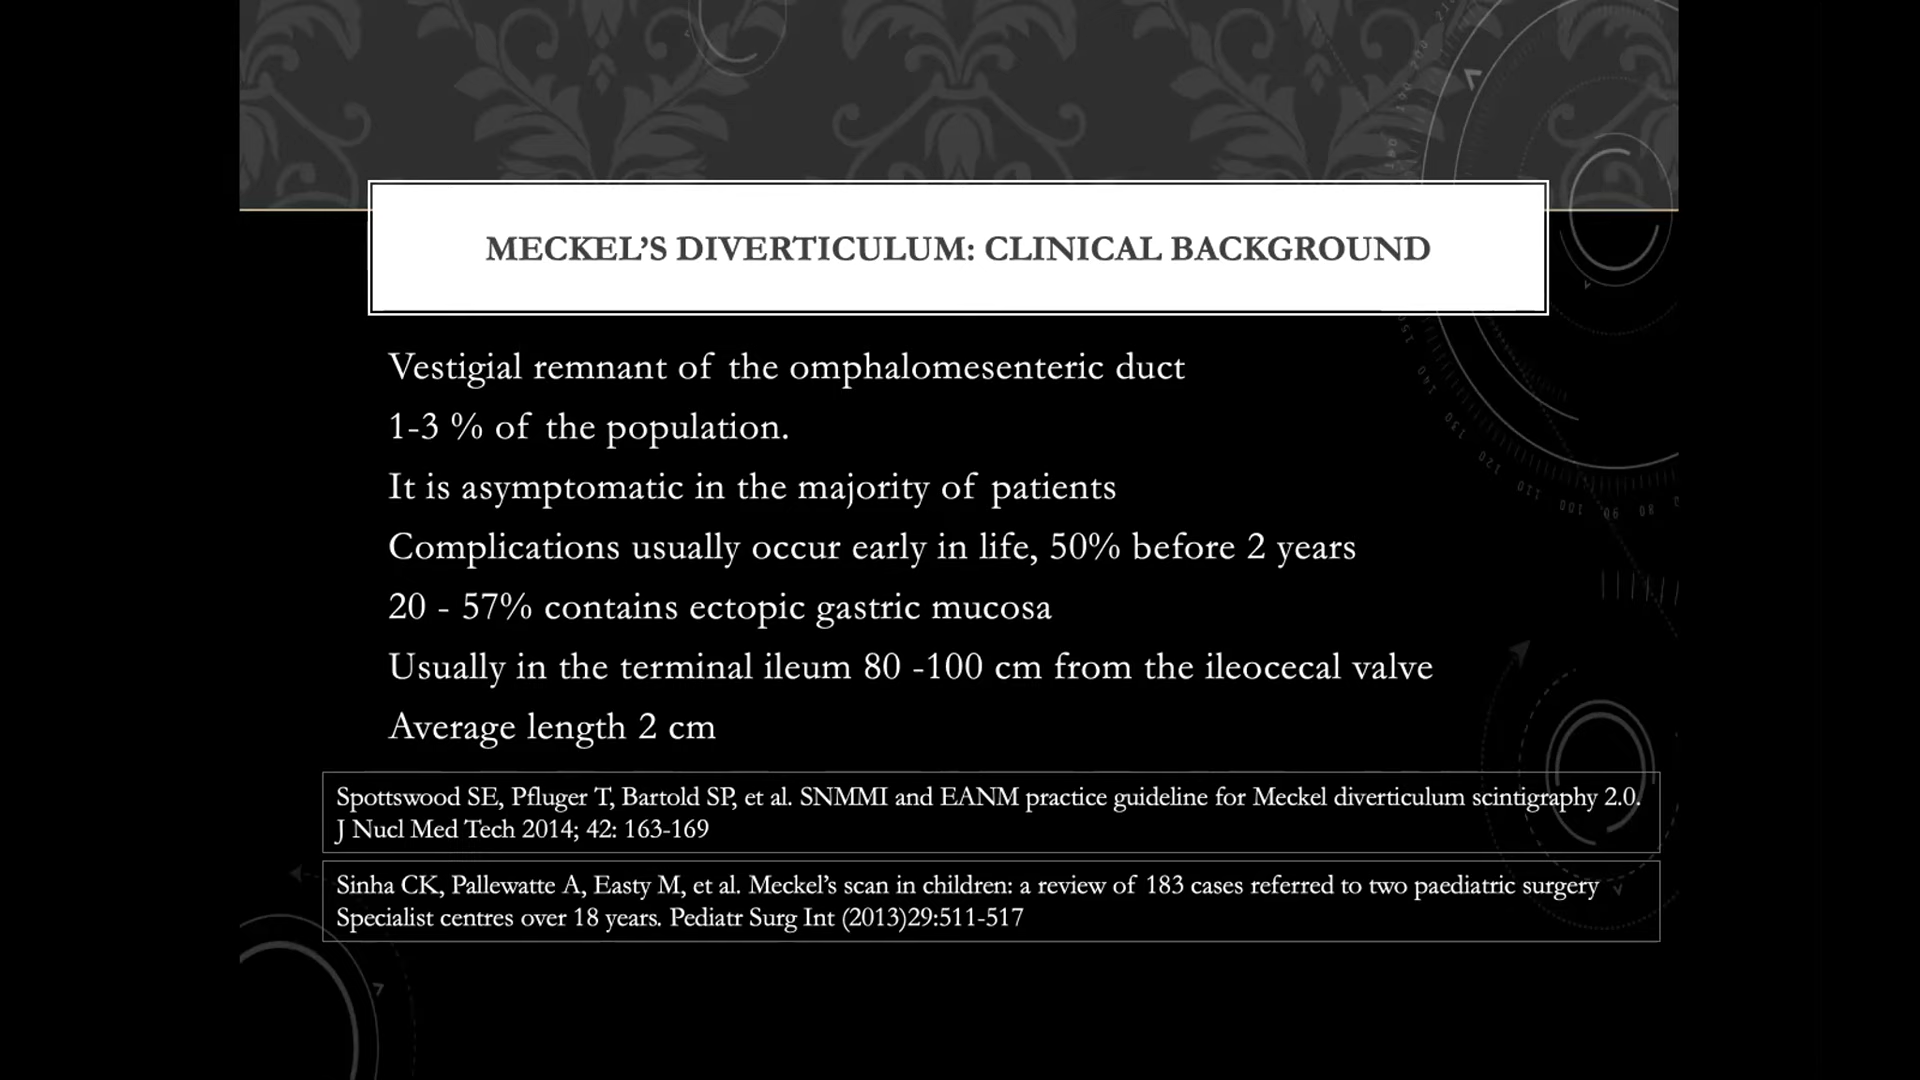 MECKEL’S DIVERTICULUM: CLINICAL BACKGROUND
Vestigial remnant of the omphalomesenteric duct
1-3 % of the population.
It is asymptomatic in the majority of patients
Complications usually occur early in life, 50% before 2 years
20 - 57% contains ectopic gastric mucosa
Usually in the terminal ileum 80 -100 cm from the ileocecal valve
Average length 2 cm
Spottswood SE, Pfluger T, Bartold SP, et al. SNMMI and EANM practice guideline for Meckel diverticulum scintigraphy 2.0.
J Nucl Med Tech 2014; 42: 163-169
Sinha CK, Pallewatte A, Easty M, et al. Meckel’s scan in children: a review of 183 cases referred to two paediatric surgery
Specialist centres over 18 years. Pediatr Surg Int (2013)29:511-517